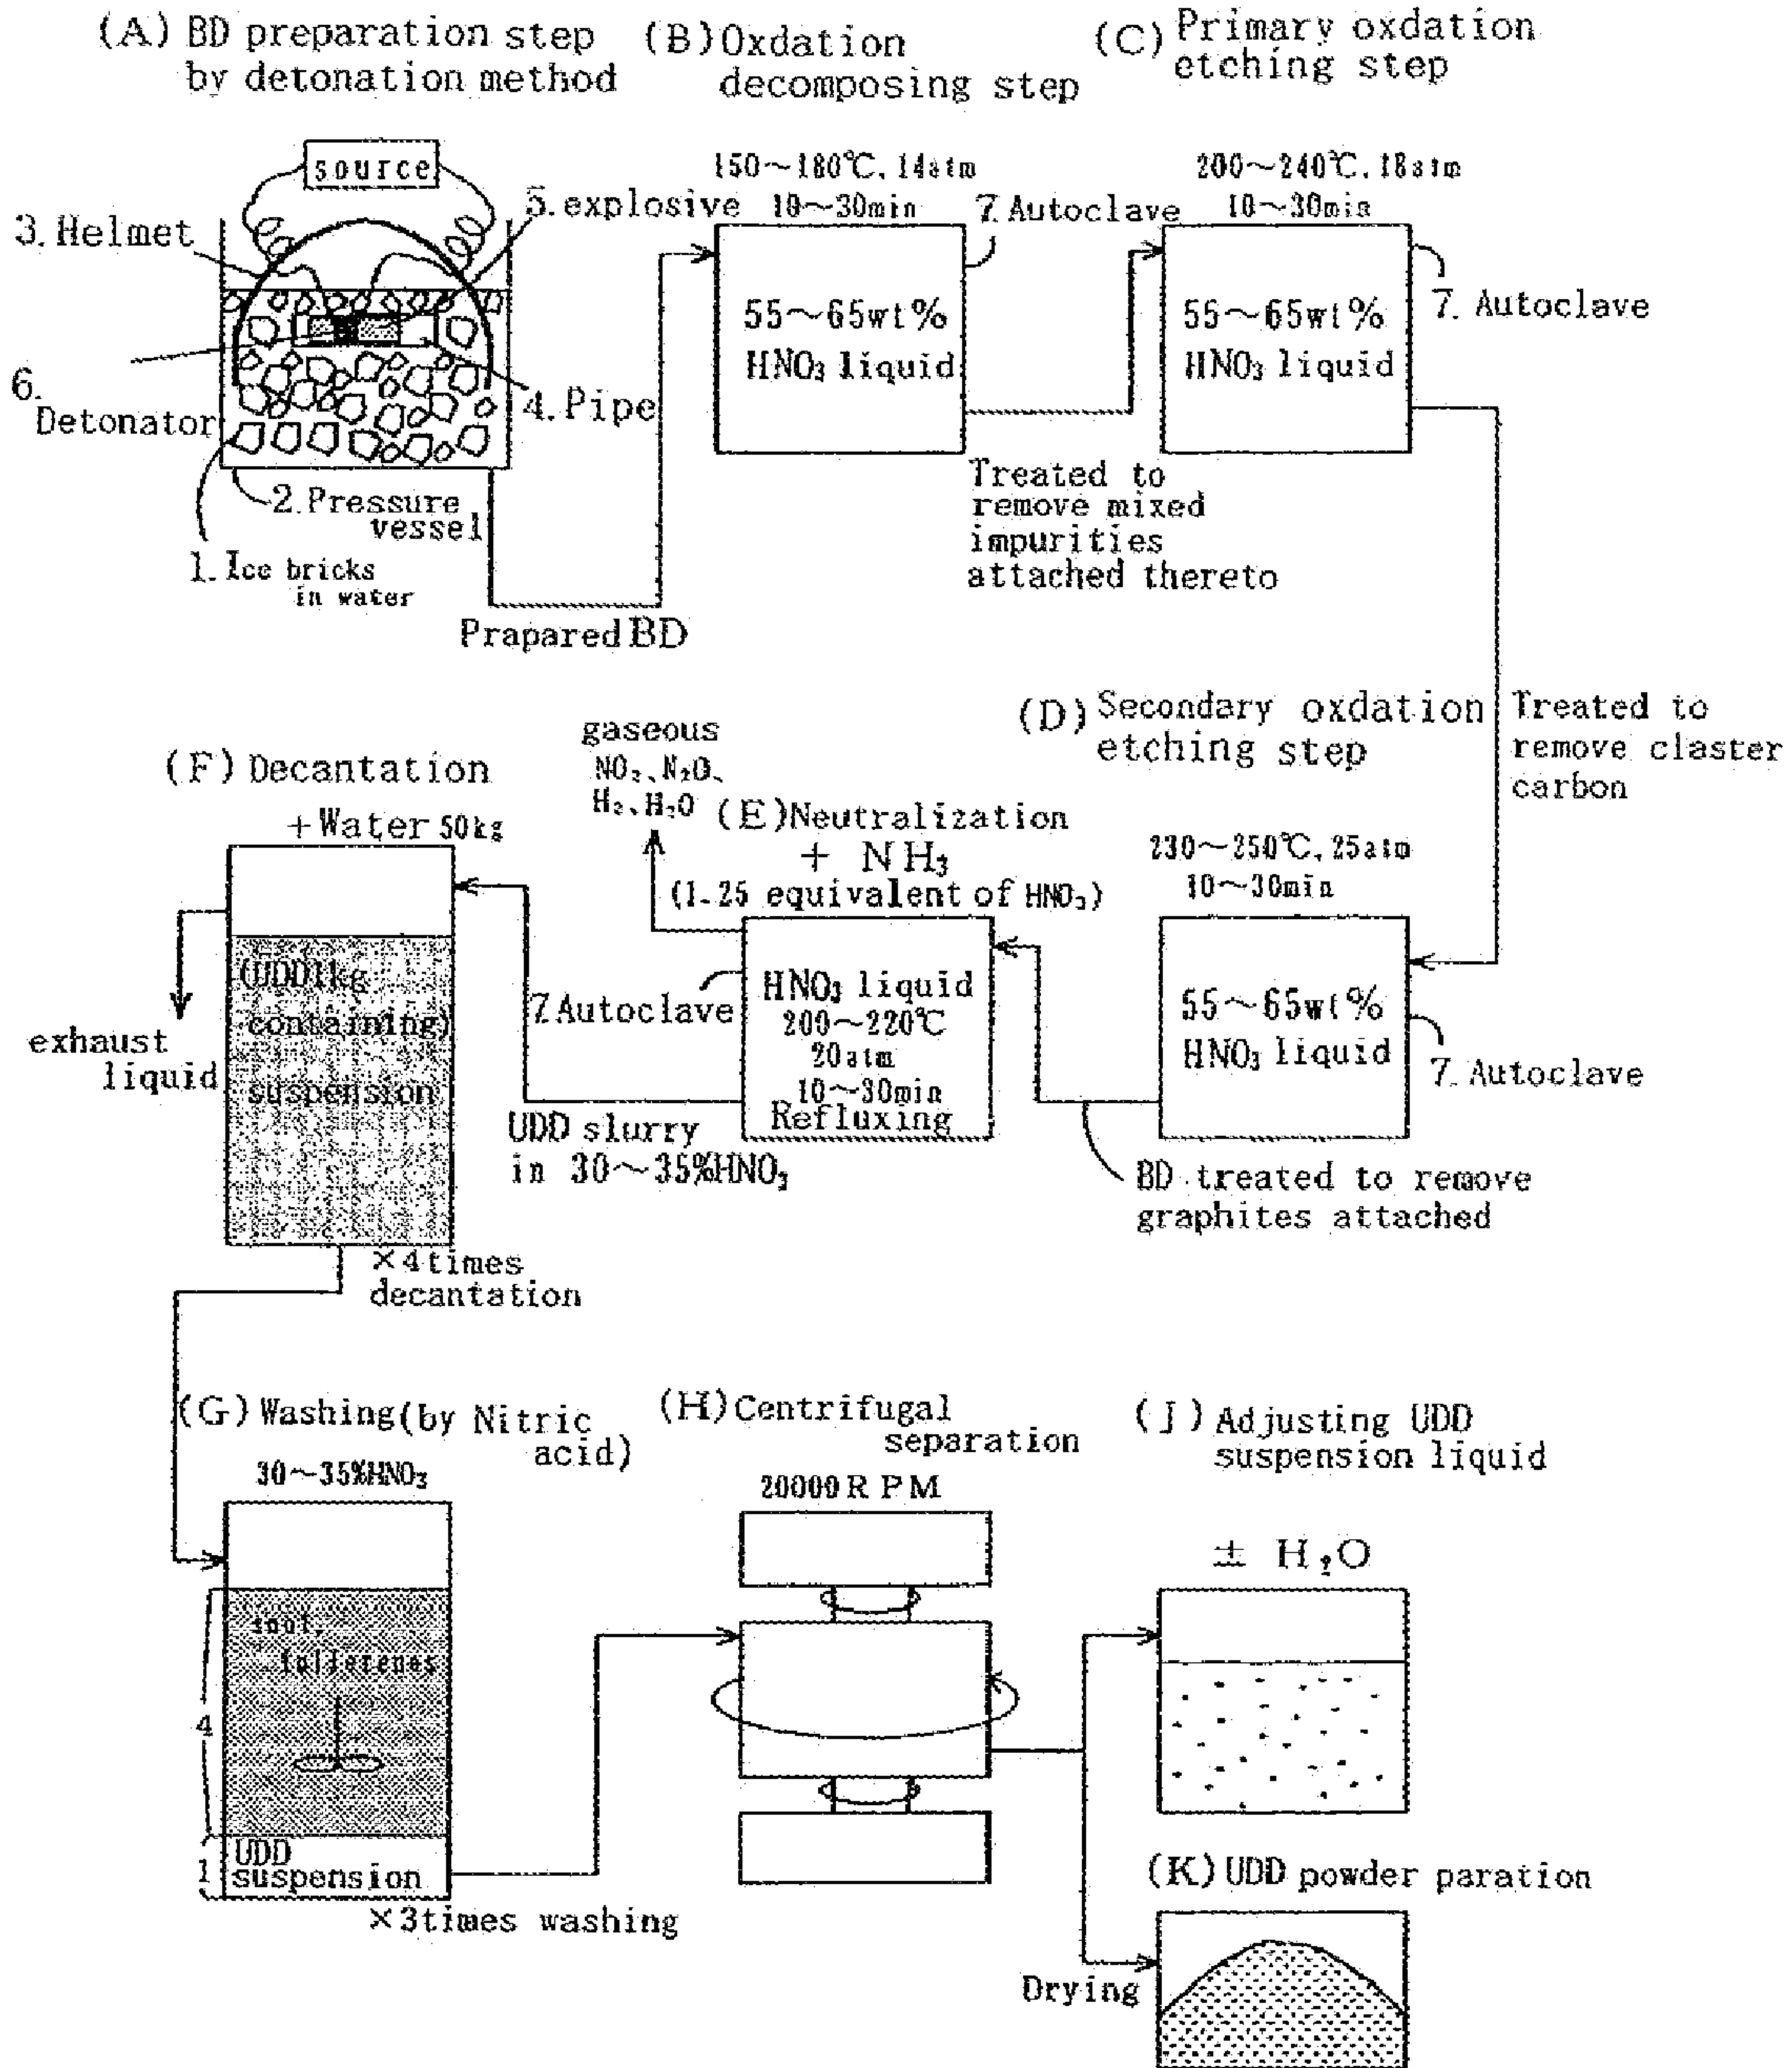 (A) BD preparation step
by detonation method
(B) Oxdation
decomposing step
(C) Primary oxdation
etching step
source
3. Helmet
5. explosive
6.
Detonator
4. Pipe
2. Pressure
vessel
1. Ice bricks
in water
Prapared BD
150~180℃, 14atm
10~30min
7. Autoclave
55~65wt%
HNO₃ liquid
Treated to
remove mixed
impurities
attached thereto
200~240℃, 18atm
10~30min
7. Autoclave
55~65wt%
HNO₃ liquid
Treated to
remove claster
carbon
(D) Secondary oxdation
etching step
230~250℃, 25atm
10~30min
55~65wt%
HNO₃ liquid
7. Autoclave
BD treated to remove
graphites attached
(E) Neutralization
+ NH₃
(1.25 equivalent of HNO₃)
gaseous
NO₂、N₂O、
H₂、H₂O
7. Autoclave
HNO₃ liquid
200~220℃
20atm
10~30min
Refluxing
UDD slurry
in 30~35%HNO₃
(F) Decantation
+Water 50kg
(UDD1kg
containing)
suspension
exhaust
liquid
×4times
decantation
(G) Washing (by Nitric
acid)
30~35%HNO₃
soot,
4
1
UDD
suspension
×3times washing
(H) Centrifugal
separation
20000RPM
(J) Adjusting UDD
suspension liquid
± H₂O
(K) UDD powder paration
Drying